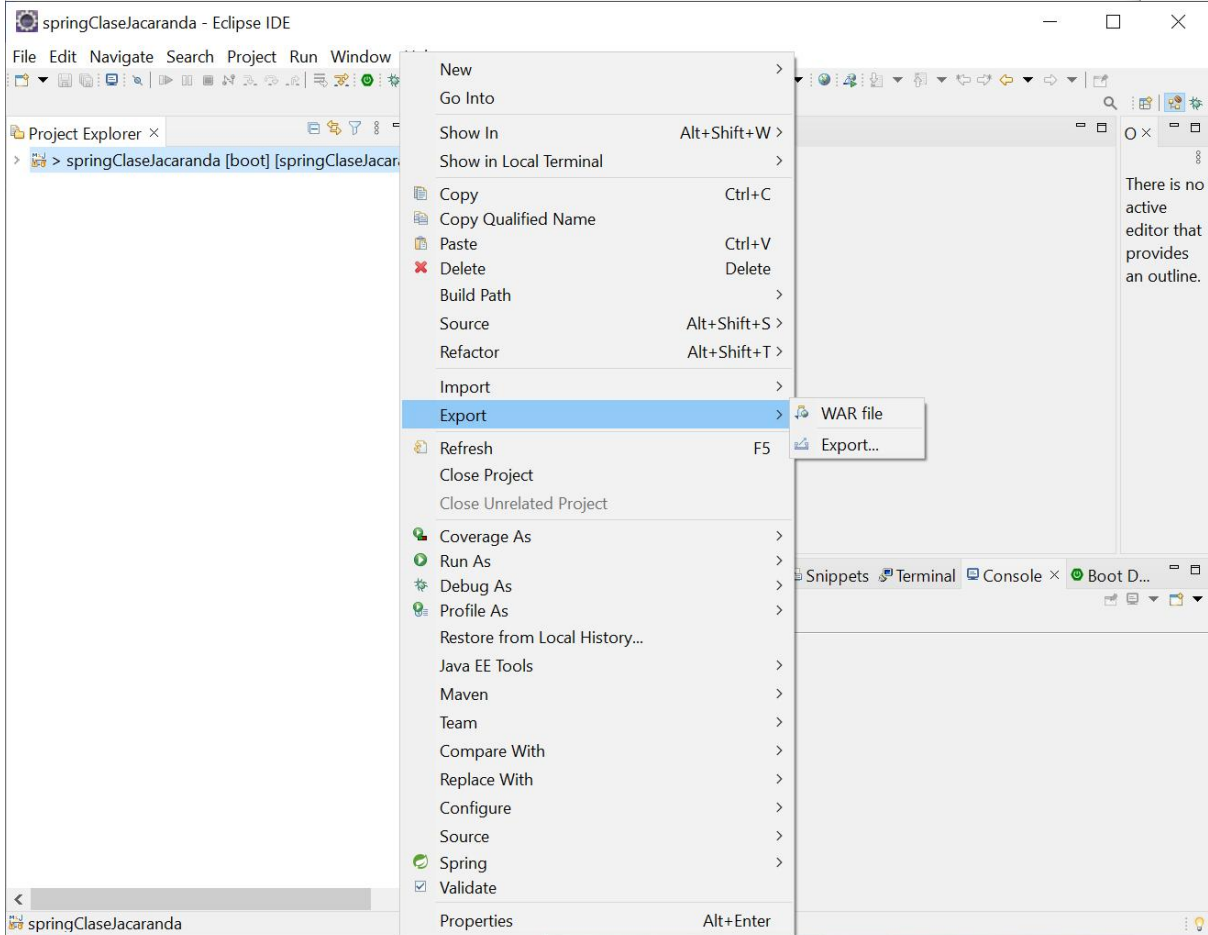 springClaseJacaranda - Eclipse IDE
File Edit Navigate Search Project Run Window
Project Explorer
> springClaseJacaranda [boot] [springClaseJacar
New
Go Into
Show In Alt+Shift+W
Show in Local Terminal
Copy Ctrl+C
Copy Qualified Name
Paste Ctrl+V
Delete Delete
Build Path
Source Alt+Shift+S
Refactor Alt+Shift+T
Import
Export
WAR file
Export...
Refresh F5
Close Project
Close Unrelated Project
Coverage As
Run As
Debug As
Profile As
Restore from Local History...
Java EE Tools
Maven
Team
Compare With
Replace With
Configure
Source
Spring
Validate
Properties Alt+Enter
O
There is no
active
editor that
provides
an outline.
Snippets Terminal Console Boot D...
springClaseJacaranda